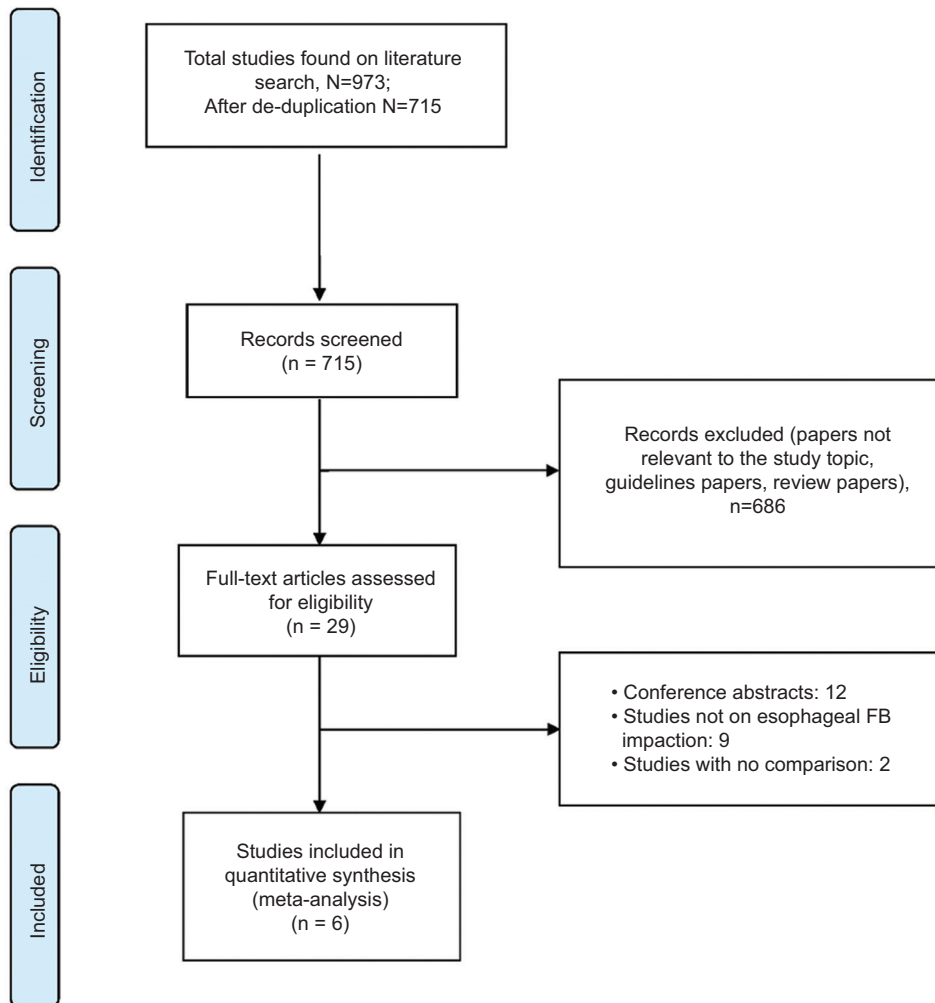 Identification
Total studies found on literature
search, N=973;
After de-duplication N=715
Screening
Records screened
(n = 715)
Records excluded (papers not
relevant to the study topic,
guidelines papers, review papers),
n=686
Eligibility
Full-text articles assessed
for eligibility
(n = 29)
• Conference abstracts: 12
• Studies not on esophageal FB
impaction: 9
• Studies with no comparison: 2
Included
Studies included in
quantitative synthesis
(meta-analysis)
(n = 6)